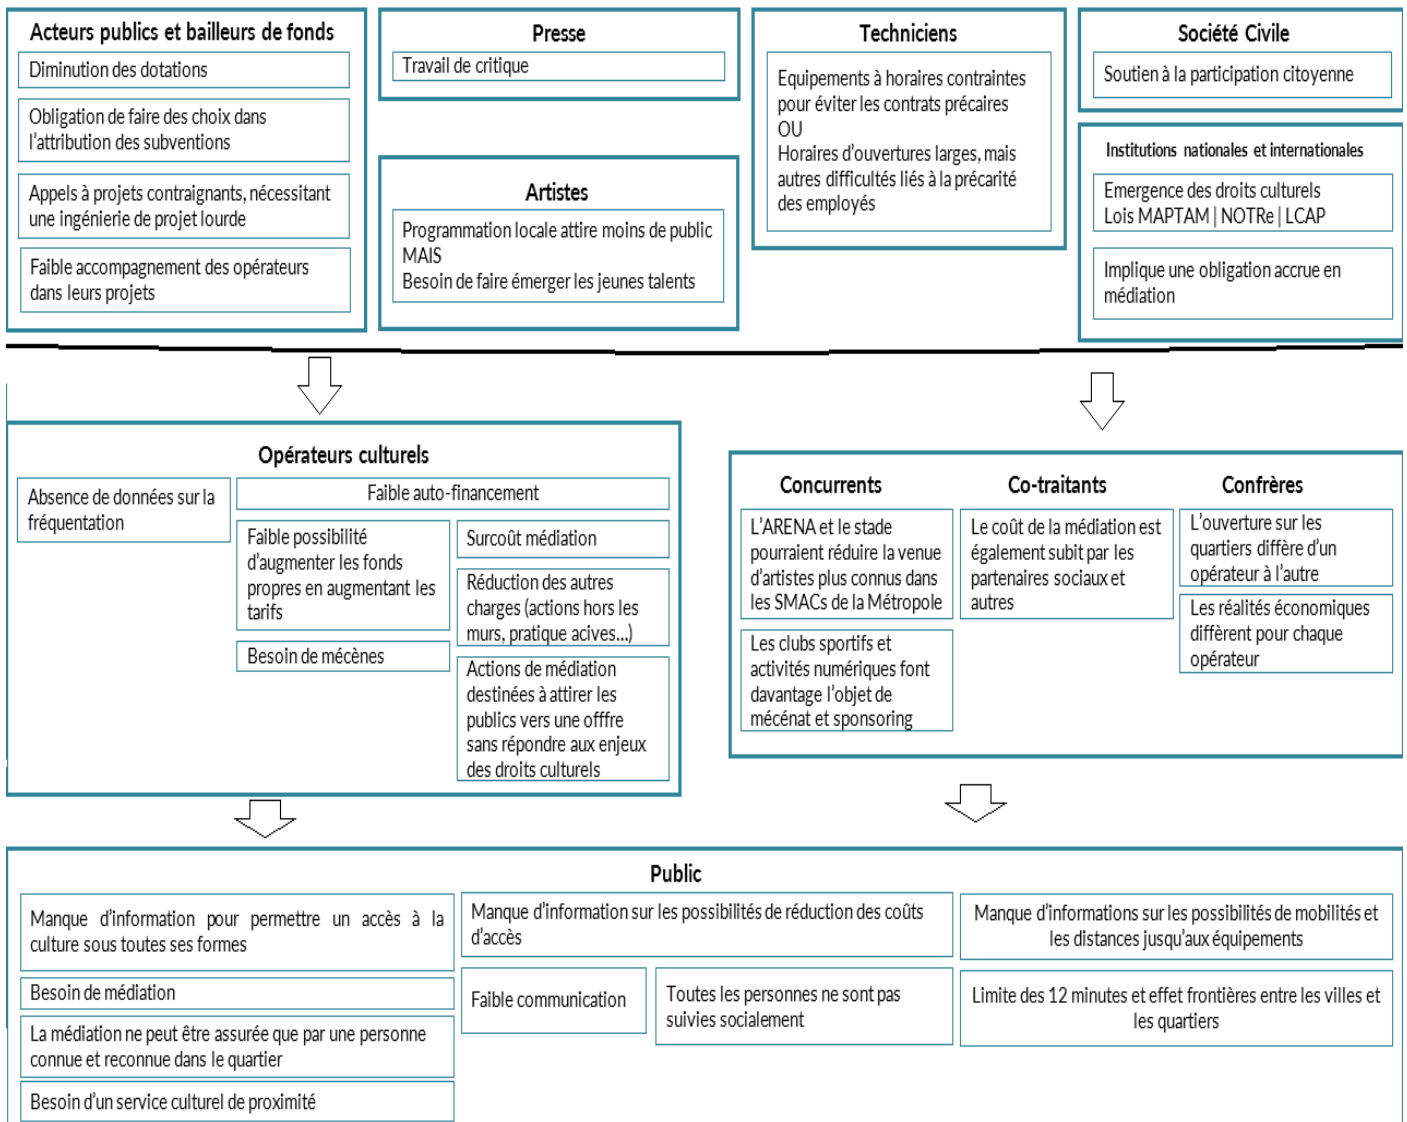 Acteurs publics et bailleurs de fonds
Diminution des dotations
Obligation de faire des choix dans
l'attribution des subventions
Appels à projets contraignants, nécessitant
une ingénierie de projet lourde
Faible accompagnement des opérateurs
dans leurs projets
Presse
Travail de critique
Artistes
Programmation locale attire moins de public
MAIS
Besoin de faire émerger les jeunes talents
Techniciens
Equipements à horaires contraintes
pour éviter les contrats précaires
OU
Horaires d'ouvertures larges, mais
autres difficultés liés à la précarité
des employés
Société Civile
Soutien à la participation citoyenne
Institutions nationales et internationales
Emergence des droits culturels
Lois MAPTAM | NOTRe | LCAP
Implique une obligation accrue en
médiation
Opérateurs culturels
Absence de données sur la
fréquentation
Faible auto-financement
Faible possibilité
d'augmenter les fonds
propres en augmentant les
tarifs
Besoin de mécènes
Surcoût médiation
Réduction des autres
charges (actions hors les
murs, pratique acives...)
Actions de médiation
destinées à attirer les
publics vers une offfre
sans répondre aux enjeux
des droits culturels
Concurrents
L'ARENA et le stade
pourraient réduire la venue
d'artistes plus connus dans
les SMACs de la Métropole
Les clubs sportifs et
activités numériques font
davantage l'objet de
mécénat et sponsoring
Co-traitants
Le coût de la médiation est
également subit par les
partenaires sociaux et
autres
Confrères
L'ouverture sur les
quartiers diffère d'un
opérateur à l'autre
Les réalités économiques
diffèrent pour chaque
opérateur
Public
Manque d'information pour permettre un accès à la
culture sous toutes ses formes
Besoin de médiation
La médiation ne peut être assurée que par une personne
connue et reconnue dans le quartier
Besoin d'un service culturel de proximité
Manque d'information sur les possibilités de réduction des coûts
d'accès
Faible communication
Toutes les personnes ne sont pas
suivies socialement
Manque d'informations sur les possibilités de mobilités et
les distances jusqu'aux équipements
Limite des 12 minutes et effet frontières entre les villes et
les quartiers